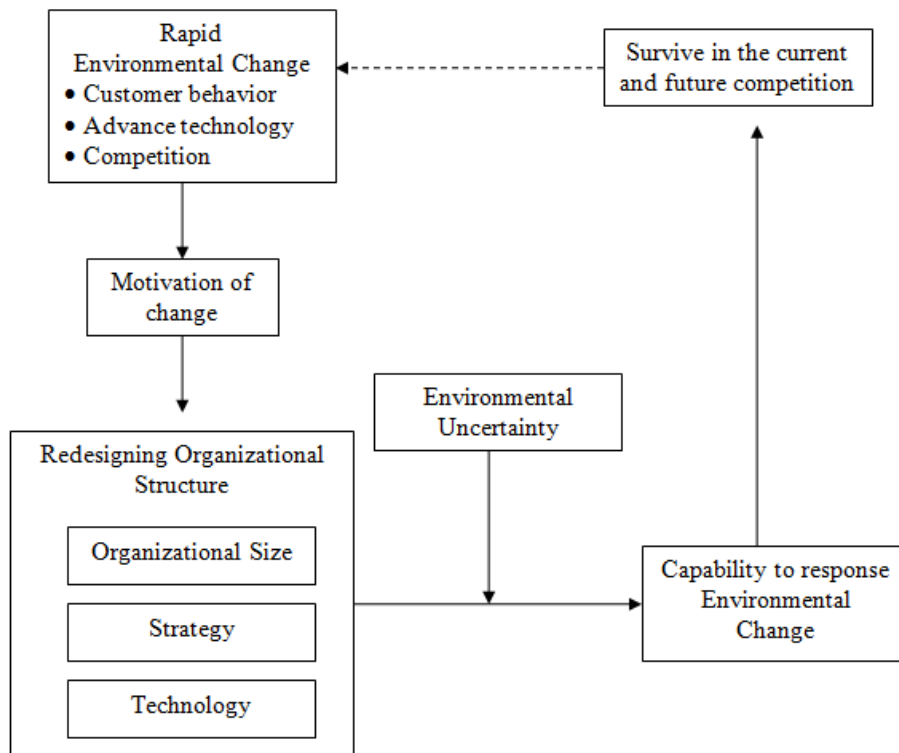 Rapid
Environmental Change
• Customer behavior
• Advance technology
• Competition
Survive in the current
and future competition
Motivation of
change
Environmental
Uncertainty
Redesigning Organizational
Structure
Organizational Size
Strategy
Technology
Capability to response
Environmental
Change